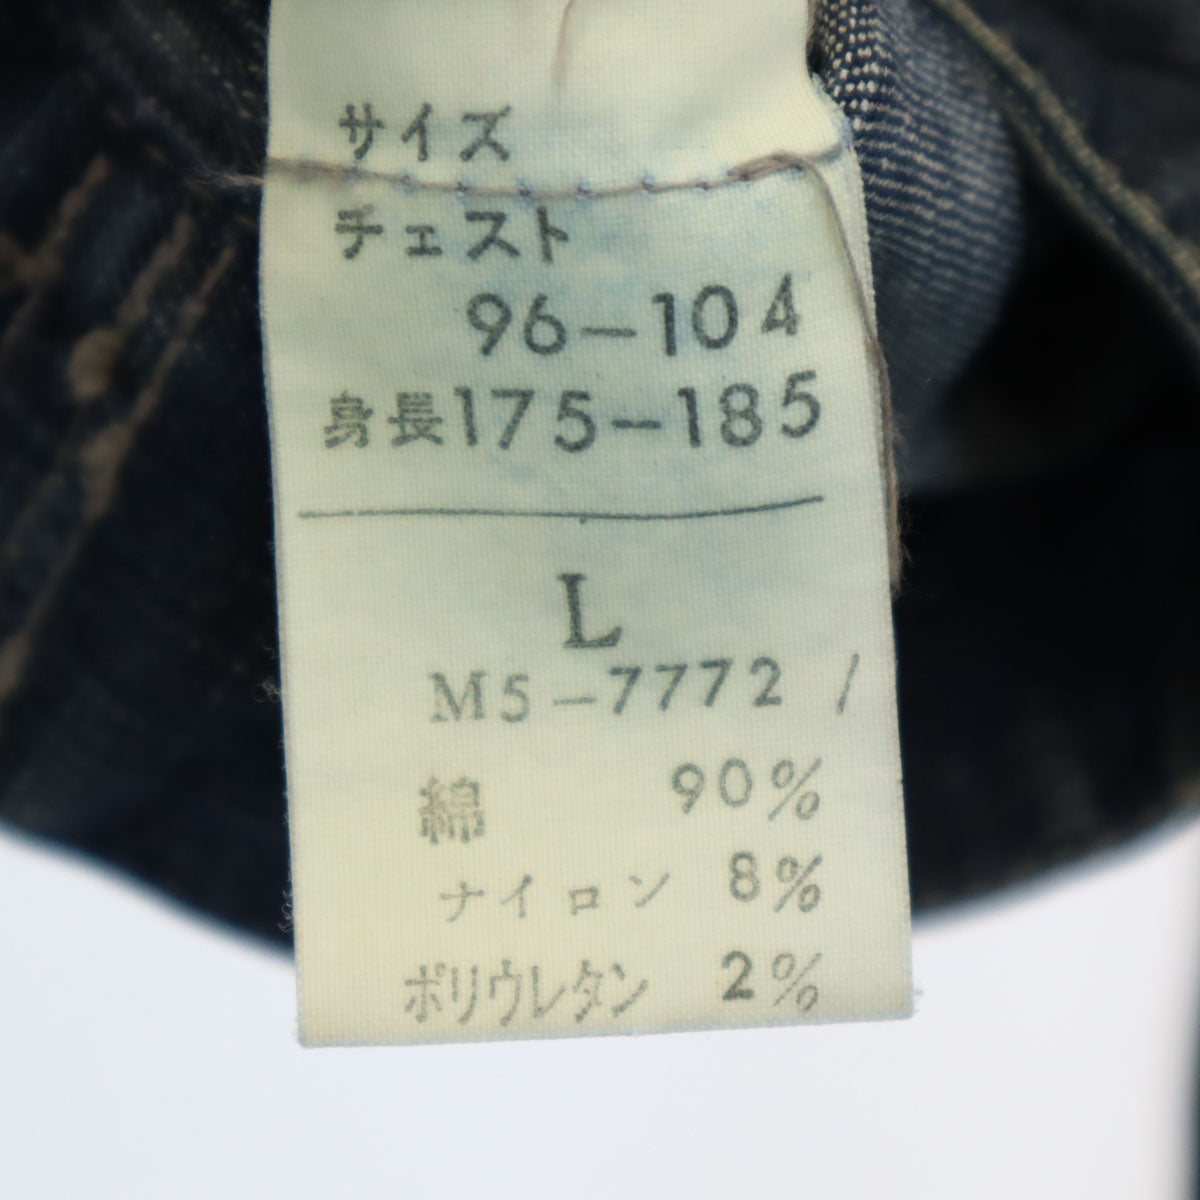 サイズ
チェスト
96-104
身長175-185
L
M5-7772 /
綿 90%
ナイロン 8%
ポリウレタン 2%